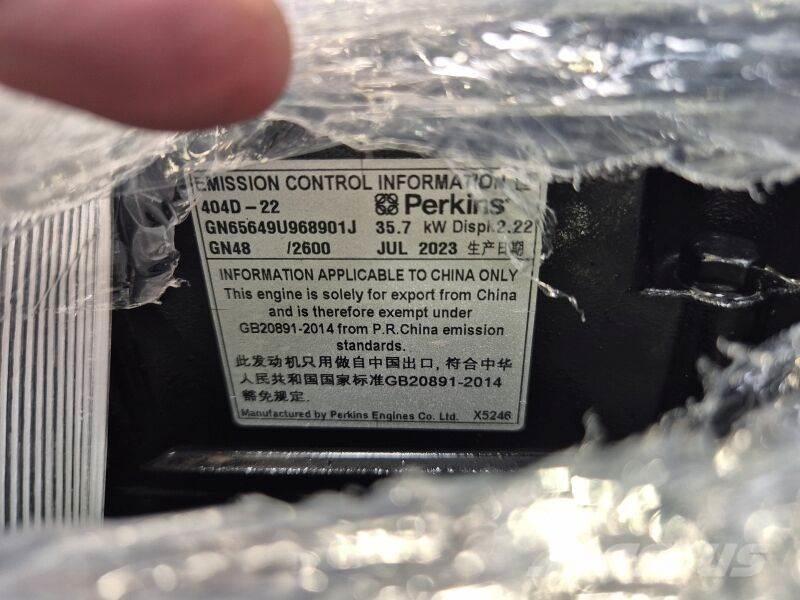 EMISSION CONTROL INFORMATION
404D-22 Perkins
GN65649U968901J 35.7 kW Displ:2.22
GN48 /2600 JUL 2023 生产日期
INFORMATION APPLICABLE TO CHINA ONLY
This engine is solely for export from China
and is therefore exempt under
GB20891-2014 from P.R.China emission
standards.
此发动机只用做自中国出口, 符合中华
人民共和国国家标准GB20891-2014
豁免规定.
Manufactured by Perkins Engines Co. Ltd. X5246